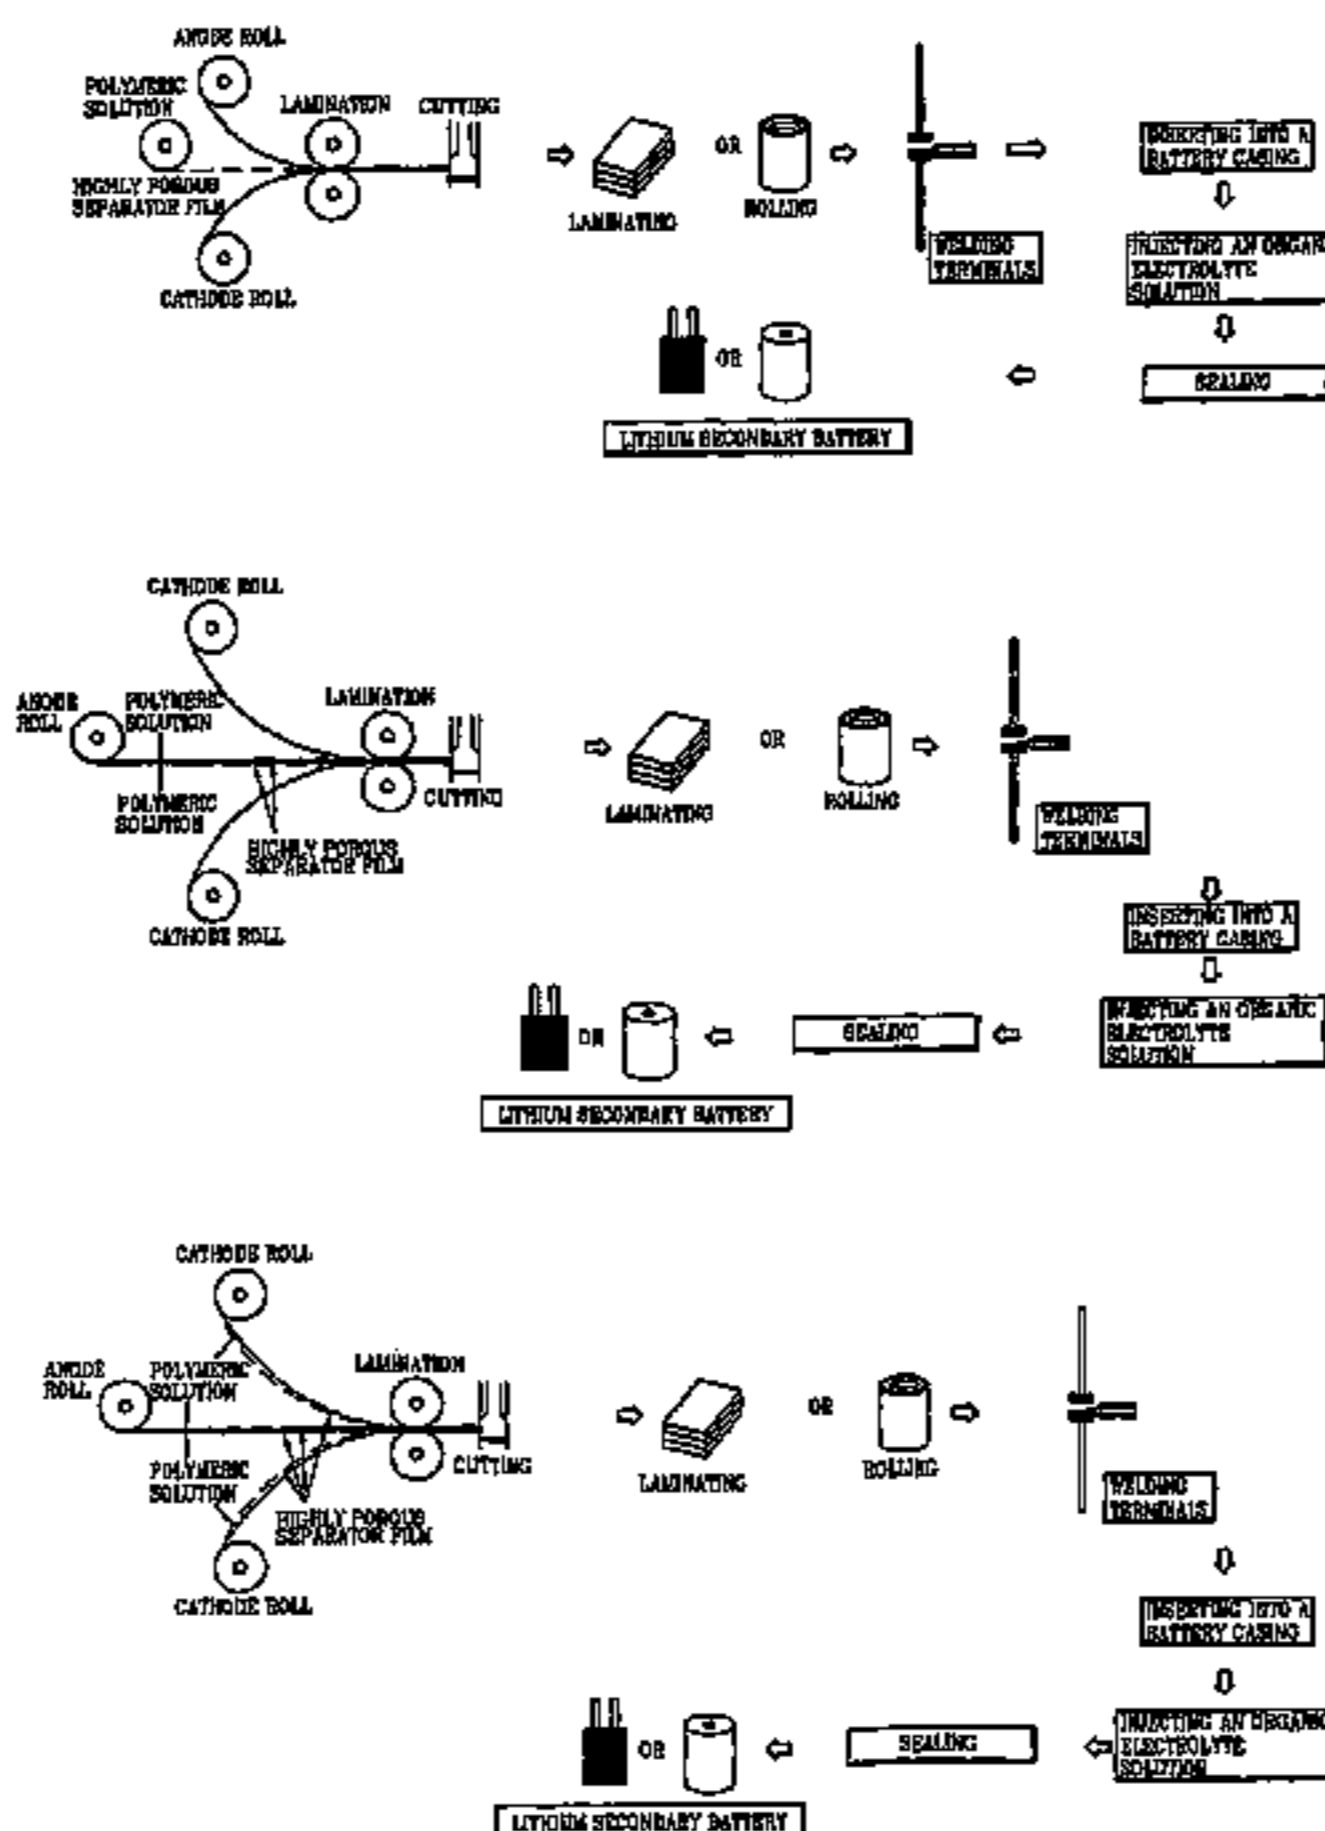 ANODE ROLL
POLYMERIC
SOLUTION
LAMINATION
CUTTING
HIGHLY POROUS
SEPARATOR FILM
CATHODE ROLL
LAMINATING
OR
ROLLING
WELDING
TERMINALS
INSERTING INTO A
BATTERY CASING
INJECTING AN ORGAN
ELECTROLYTE
SOLUTION
SEALING
OR
LITHIUM SECONDARY BATTERY
CATHODE ROLL
ANODE
ROLL
POLYMERIC
SOLUTION
LAMINATION
POLYMERIC
SOLUTION
CUTTING
HIGHLY POROUS
SEPARATOR FILM
CATHODE ROLL
LAMINATING
OR
ROLLING
WELDING
TERMINALS
INSERTING INTO A
BATTERY CASING
INJECTING AN ORGANIC
ELECTROLYTE
SOLUTION
SEALING
OR
LITHIUM SECONDARY BATTERY
CATHODE ROLL
ANODE
ROLL
POLYMERIC
SOLUTION
LAMINATION
POLYMERIC
SOLUTION
CUTTING
HIGHLY POROUS
SEPARATOR FILM
CATHODE ROLL
LAMINATING
OR
ROLLING
WELDING
TERMINALS
INSERTING INTO A
BATTERY CASING
INJECTING AN ORGANIC
ELECTROLYTE
SOLUTION
SEALING
OR
LITHIUM SECONDARY BATTERY